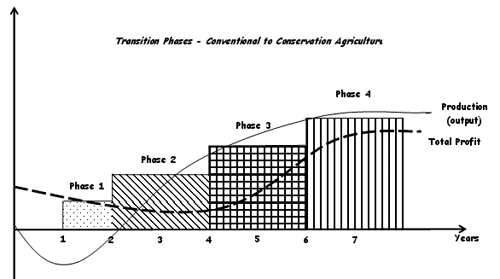 Transition Phases - Conventional to Conservation Agriculture
Phase 4
Production
(output)
Phase 3
Total Profit
Phase 2
Phase 1
1 2 3 4 5 6 7 Years